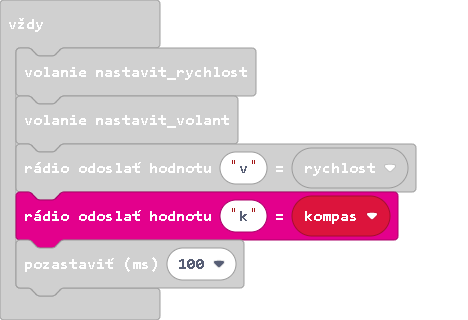 vždy
volanie nastavit_rychlost
volanie nastavit_volant
rádio odoslať hodnotu "v" = rychlost
rádio odoslať hodnotu "k" = kompas
pozastaviť (ms) 100